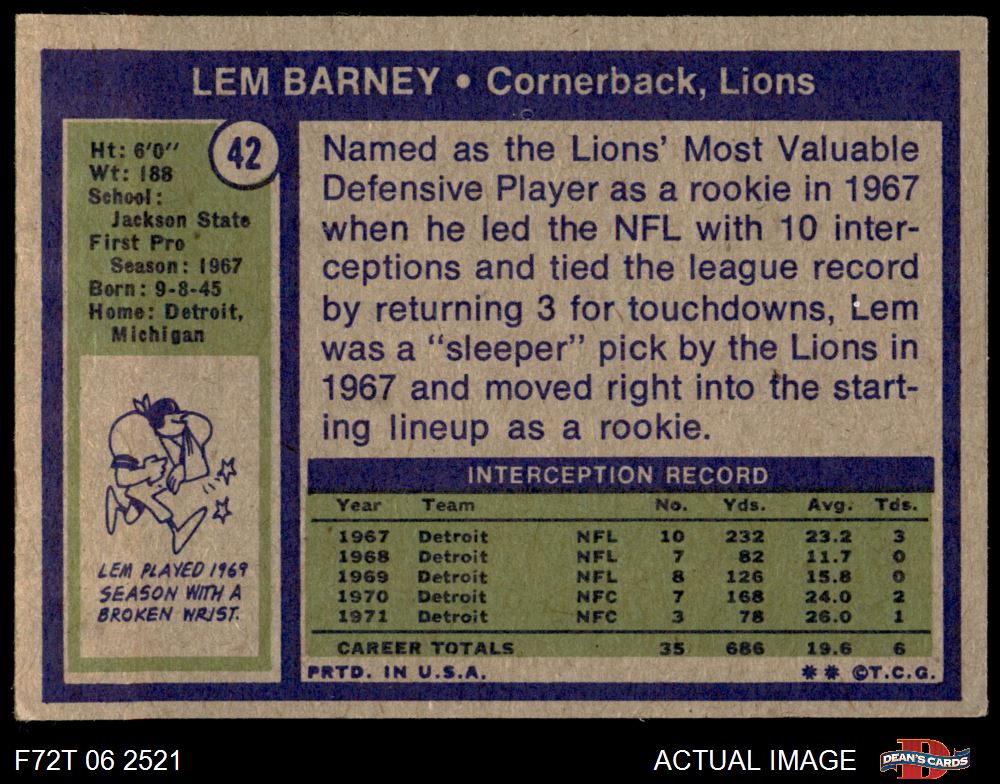 LEM BARNEY • Cornerback, Lions
42
Ht: 6'0''
Wt: 188
School:
Jackson State
First Pro
Season: 1967
Born: 9-8-45
Home: Detroit,
Michigan
LEM PLAYED 1969
SEASON WITH A
BROKEN WRIST.
Named as the Lions' Most Valuable
Defensive Player as a rookie in 1967
when he led the NFL with 10 inter-
ceptions and tied the league record
by returning 3 for touchdowns, Lem
was a "sleeper" pick by the Lions in
1967 and moved right into the start-
ing lineup as a rookie.
INTERCEPTION RECORD
Year Team No. Yds. Avg. Tds.
1967 Detroit NFL 10 232 23.2 3
1968 Detroit NFL 7 82 11.7 0
1969 Detroit NFL 8 126 15.8 0
1970 Detroit NFC 7 168 24.0 2
1971 Detroit NFC 3 78 26.0 1
CAREER TOTALS 35 686 19.6 6
PRTD. IN U.S.A. ** ©T.C.G.
F72T 06 2521 ACTUAL IMAGE
D
DEAN'S CARDS